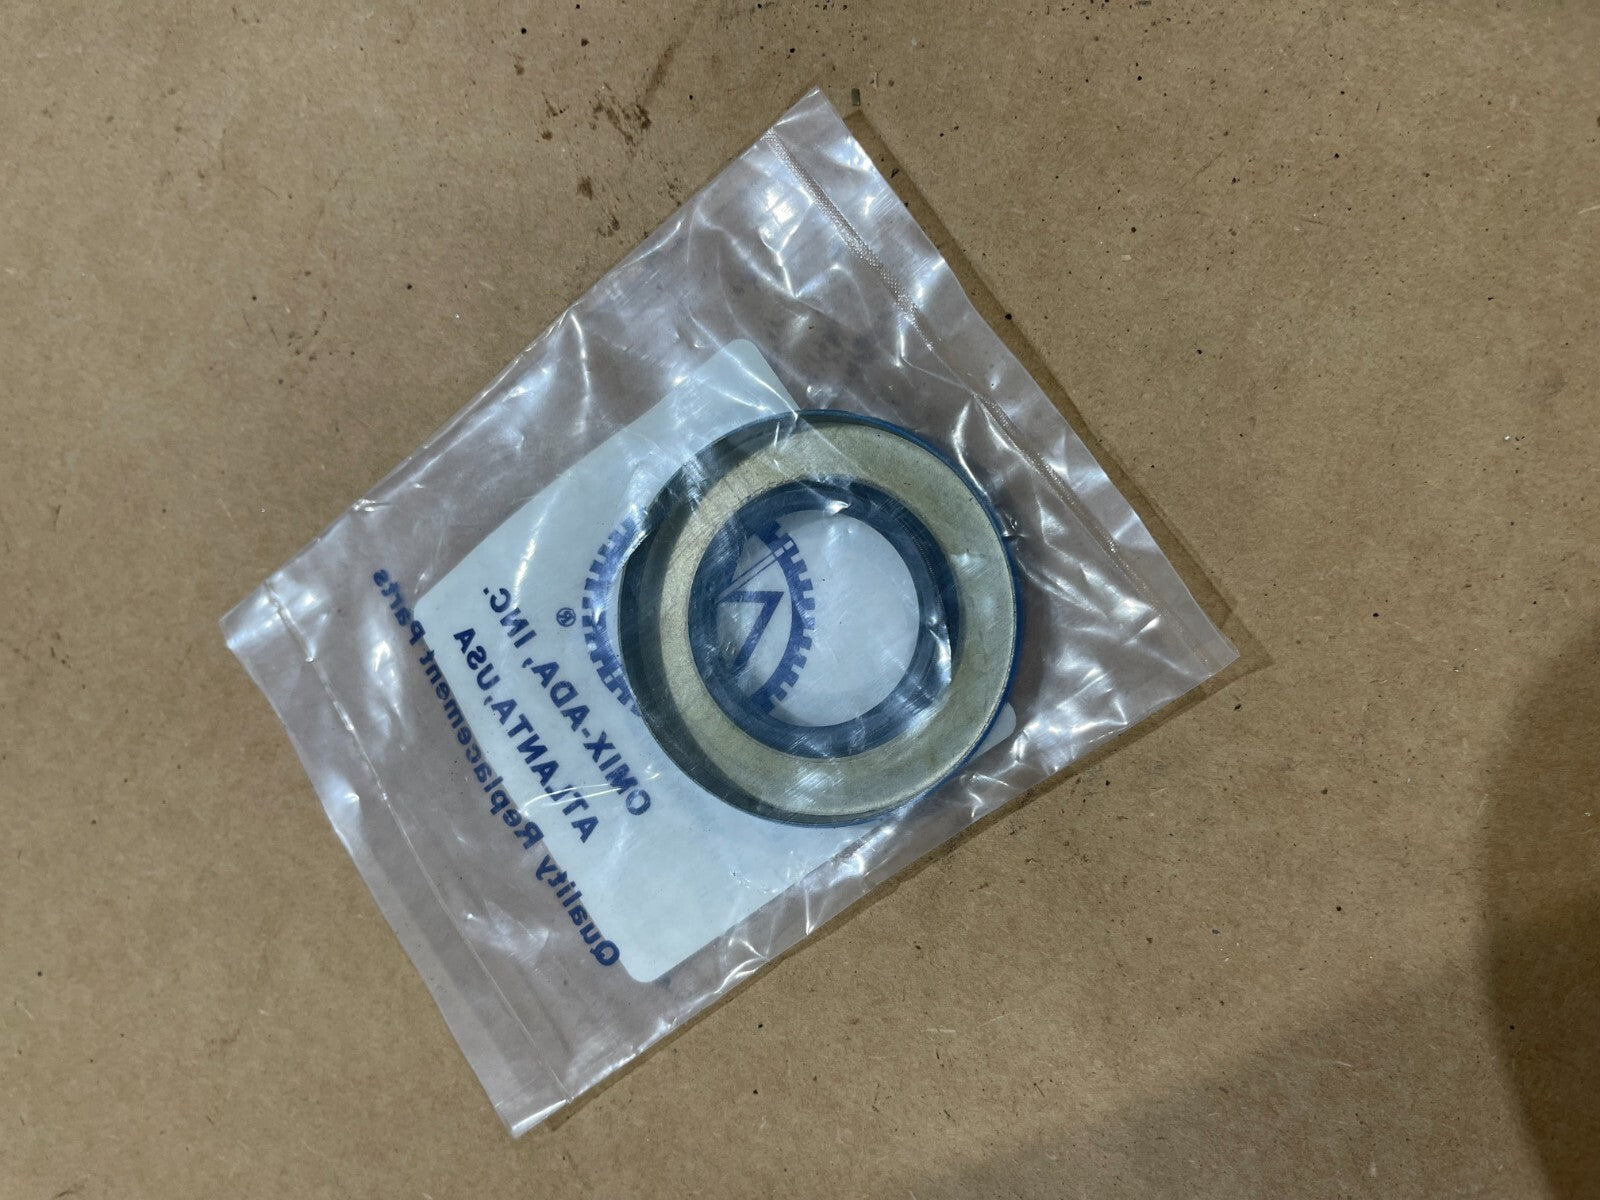 ®
OMIX-ADA, INC.
ATLANTA, USA
Quality Replacement Parts